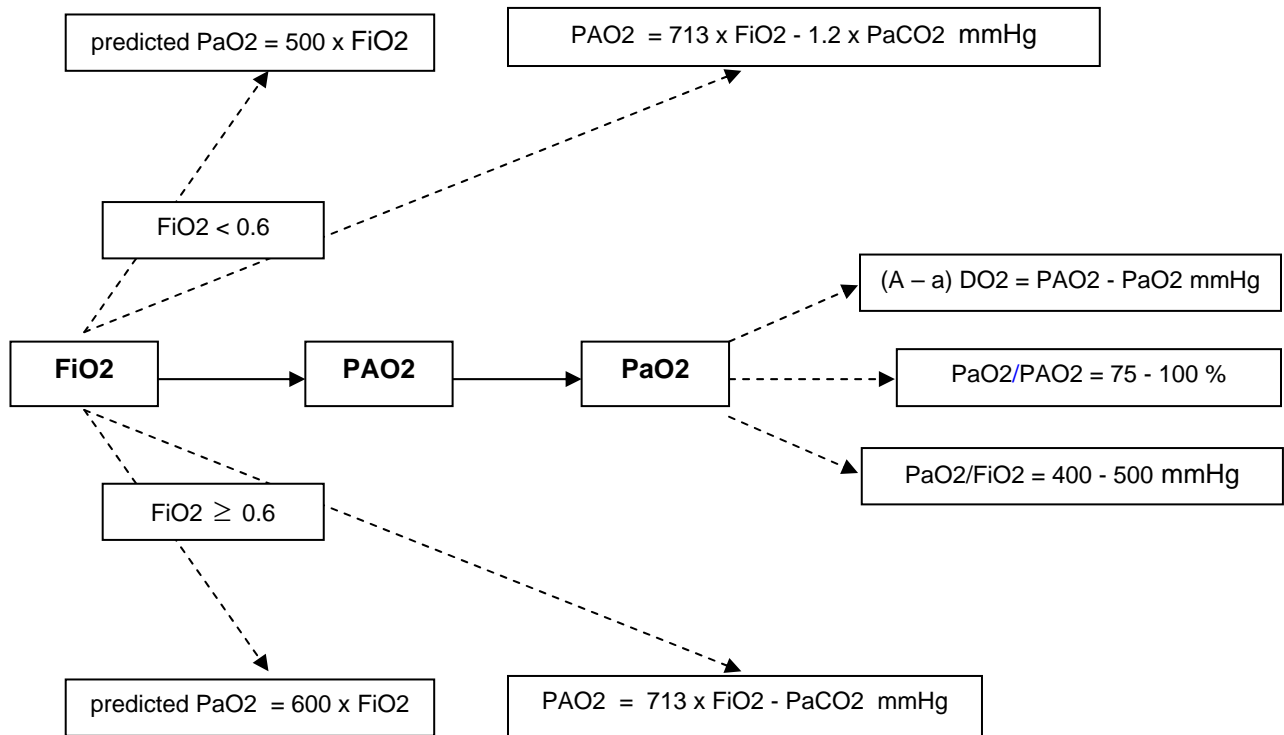 predicted PaO2 = 500 x FiO2
PAO2 = 713 x FiO2 - 1.2 x PaCO2 mmHg
FiO2 < 0.6
(A – a) DO2 = PAO2 - PaO2 mmHg
FiO2
PAO2
PaO2
PaO2/PAO2 = 75 - 100 %
PaO2/FiO2 = 400 - 500 mmHg
FiO2 ≥ 0.6
predicted PaO2 = 600 x FiO2
PAO2 = 713 x FiO2 - PaCO2 mmHg